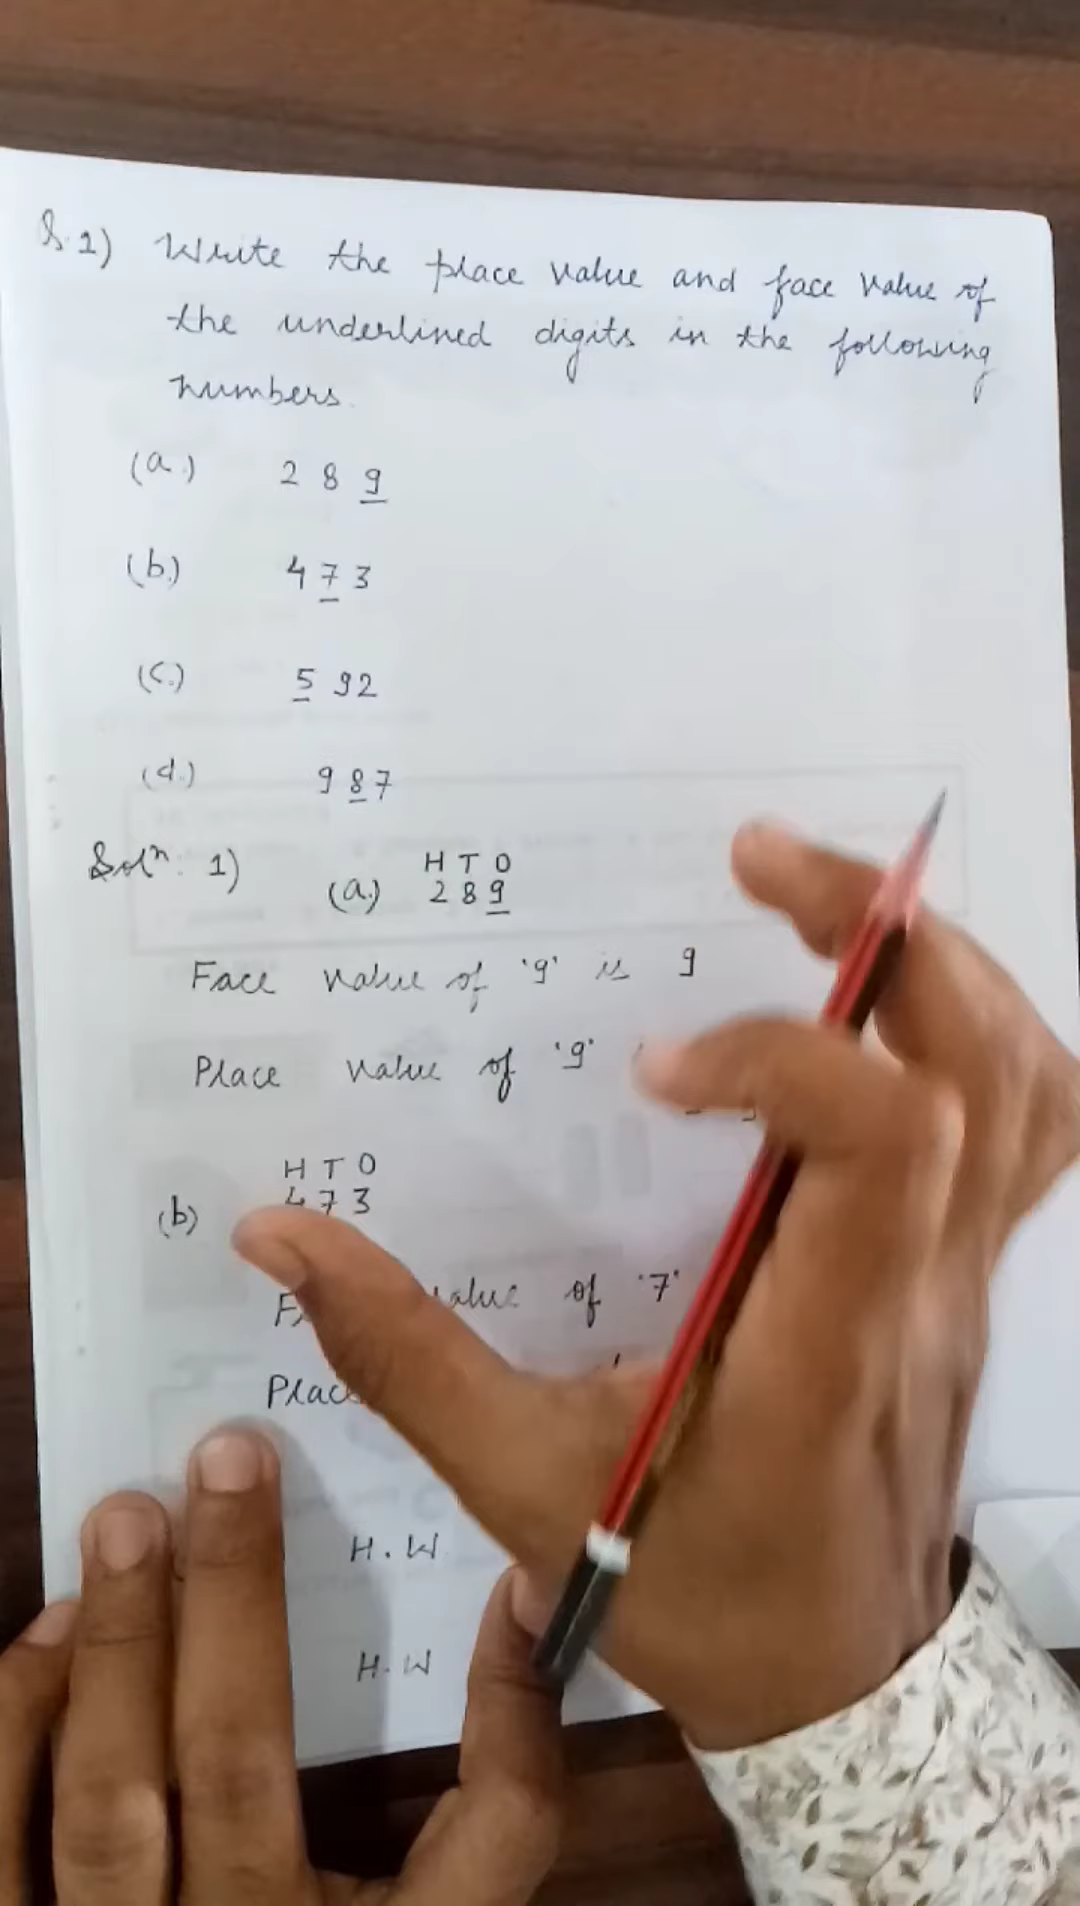 Q.1) Write the place value and face value of
the underlined digits in the following
numbers.
(a.) 2 8 9
(b.) 4 7 3
(c.) 5 9 2
(d.) 9 8 7
Solⁿ: 1)
H T O
(a.) 2 8 9
Face value of '9' is 9
Place value of '9'
H T O
(b) 4 7 3
value of '7'
H.W
H.W